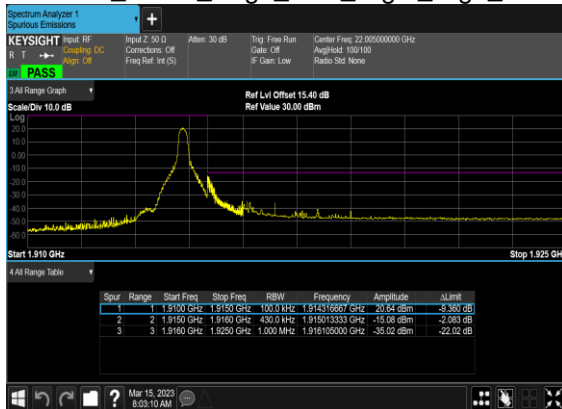 Spectrum Analyzer 1
Spurious Emissions
+
KEYSIGHT
R T
PASS
Input: RF
Coupling: DC
Align: Off
Input Z: 50 Ω
Corrections: Off
Freq Ref: Int (S)
Atten: 30 dB
Trig: Free Run
Gate: Off
IF Gain: Low
Center Freq: 22.005000000 GHz
Avg|Hold: 100/100
Radio Std: None
3 All Range Graph
Scale/Div 10.0 dB
Ref Lvl Offset 15.40 dB
Ref Value 30.00 dBm
Log
20.0
10.0
0.00
-10.0
-20.0
-30.0
-40.0
-50.0
-60.0
Start 1.910 GHz
Stop 1.925 GH
4 All Range Table
Spur Range Start Freq Stop Freq RBW Frequency Amplitude ΔLimit
1 1 1.9100 GHz 1.9150 GHz 100.0 kHz 1.914316667 GHz 20.64 dBm -9.360 dB
2 2 1.9150 GHz 1.9160 GHz 430.0 kHz 1.915013333 GHz -15.08 dBm -2.083 dB
3 3 1.9160 GHz 1.9250 GHz 1.000 MHz 1.916105000 GHz -35.02 dBm -22.02 dB
?
Mar 15, 2023
8:03:10 AM